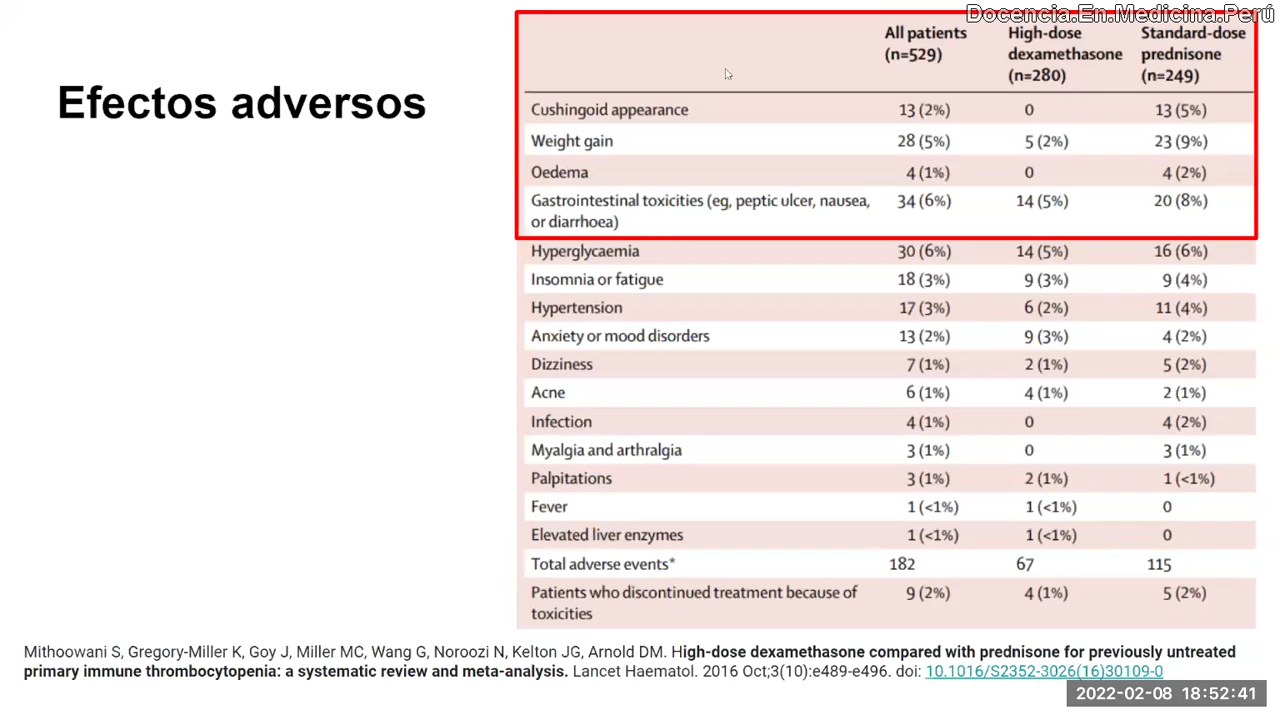 Docencia.En.Medicina.Perú
Efectos adversos
All patients (n=529) High-dose dexamethasone (n=280) Standard-dose prednisone (n=249)
Cushingoid appearance 13 (2%) 0 13 (5%)
Weight gain 28 (5%) 5 (2%) 23 (9%)
Oedema 4 (1%) 0 4 (2%)
Gastrointestinal toxicities (eg, peptic ulcer, nausea, 34 (6%) 14 (5%) 20 (8%)
or diarrhoea)
Hyperglycaemia 30 (6%) 14 (5%) 16 (6%)
Insomnia or fatigue 18 (3%) 9 (3%) 9 (4%)
Hypertension 17 (3%) 6 (2%) 11 (4%)
Anxiety or mood disorders 13 (2%) 9 (3%) 4 (2%)
Dizziness 7 (1%) 2 (1%) 5 (2%)
Acne 6 (1%) 4 (1%) 2 (1%)
Infection 4 (1%) 0 4 (2%)
Myalgia and arthralgia 3 (1%) 0 3 (1%)
Palpitations 3 (1%) 2 (1%) 1 (<1%)
Fever 1 (<1%) 1 (<1%) 0
Elevated liver enzymes 1 (<1%) 1 (<1%) 0
Total adverse events* 182 67 115
Patients who discontinued treatment because of 9 (2%) 4 (1%) 5 (2%)
toxicities
Mithoowani S, Gregory-Miller K, Goy J, Miller MC, Wang G, Noroozi N, Kelton JG, Arnold DM. High-dose dexamethasone compared with prednisone for previously untreated
primary immune thrombocytopenia: a systematic review and meta-analysis. Lancet Haematol. 2016 Oct;3(10):e489-e496. doi: 10.1016/S2352-3026(16)30109-0
2022-02-08 18:52:41